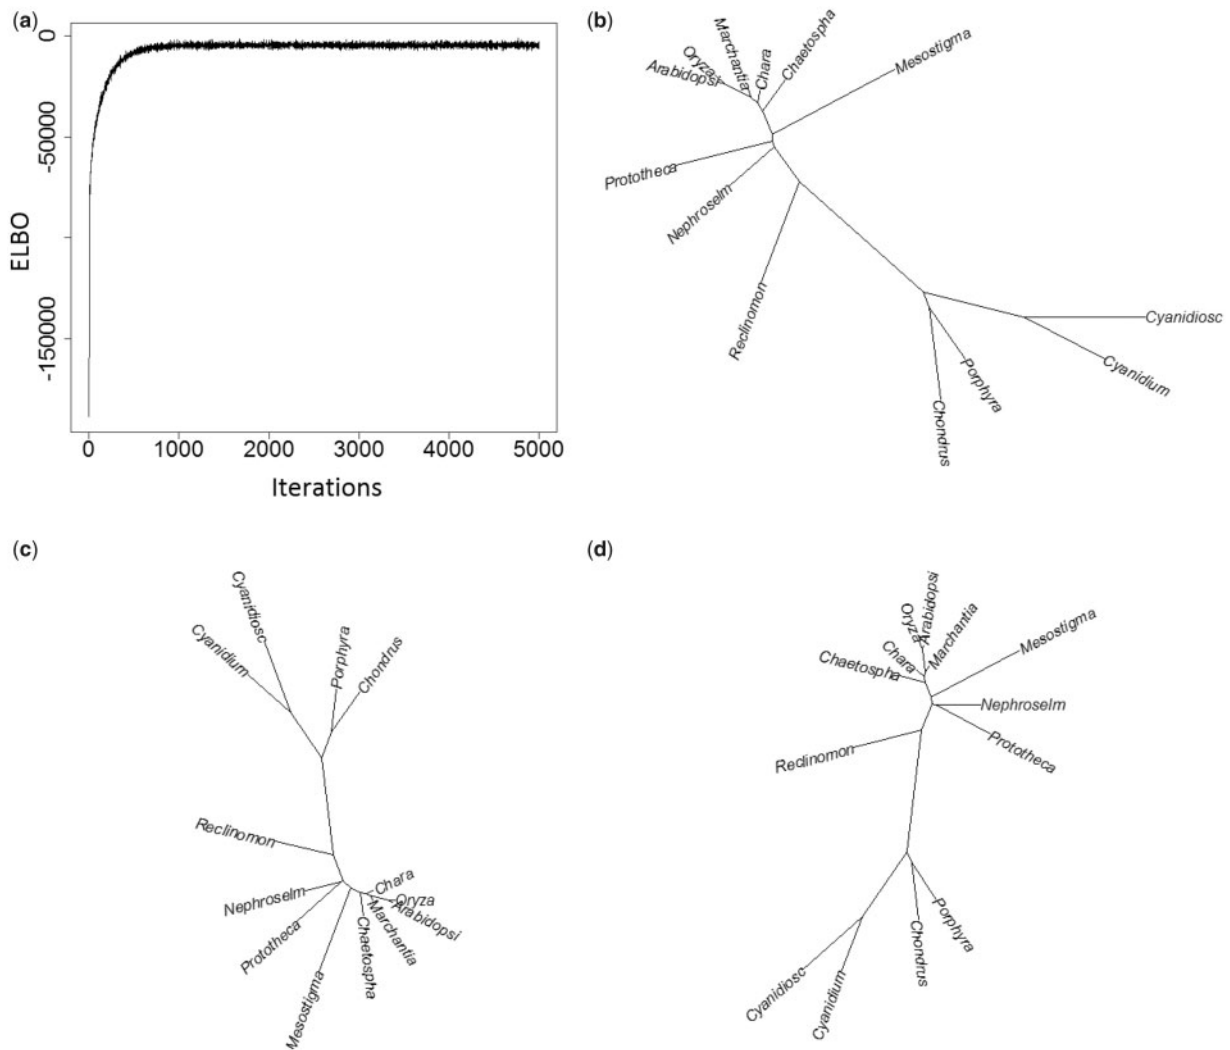 (a)
0
-50000
-150000
ELBO
0 1000 2000 3000 4000 5000
Iterations
(b)
Marchantia
Oryza
Arabidopsi
Chara
Chaetospha
Mesostigma
Prototheca
Nephroselm
Reclinomon
Cyanidiosc
Cyanidium
Porphyra
Chondrus
(c)
Cyanidiosc
Cyanidium
Porphyra
Chondrus
Reclinomon
Nephroselm
Prototheca
Mesostigma
Chaetospha
Marchantia
Chara
Oryza
Arabidopsi
(d)
Oryza
Arabidopsi
Marchantia
Chara
Chaetospha
Mesostigma
Nephroselm
Prototheca
Reclinomon
Cyanidiosc
Cyanidium
Chondrus
Porphyra